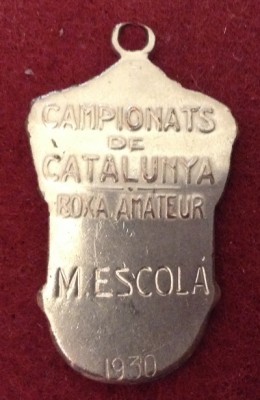 CAMPIONATS
DE
CATALUNYA
BOXA AMATEUR
M. ESCOLÁ
1930